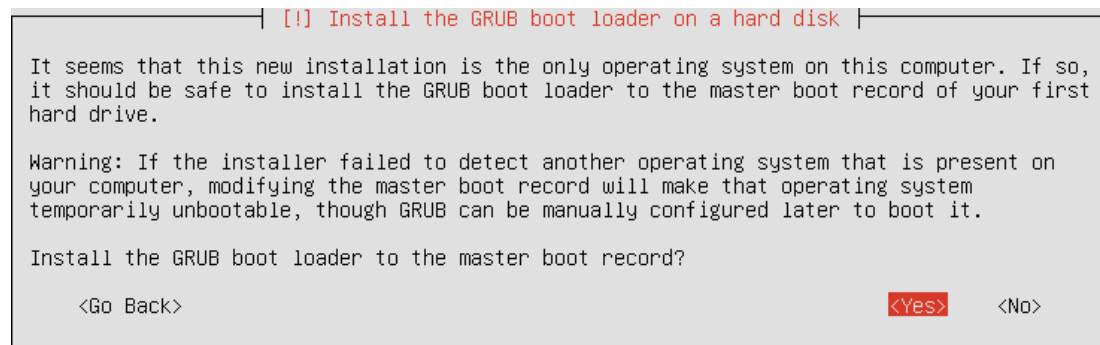 [!] Install the GRUB boot loader on a hard disk
It seems that this new installation is the only operating system on this computer. If so,
it should be safe to install the GRUB boot loader to the master boot record of your first
hard drive.
Warning: If the installer failed to detect another operating system that is present on
your computer, modifying the master boot record will make that operating system
temporarily unbootable, though GRUB can be manually configured later to boot it.
Install the GRUB boot loader to the master boot record?
<Go Back> <Yes> <No>